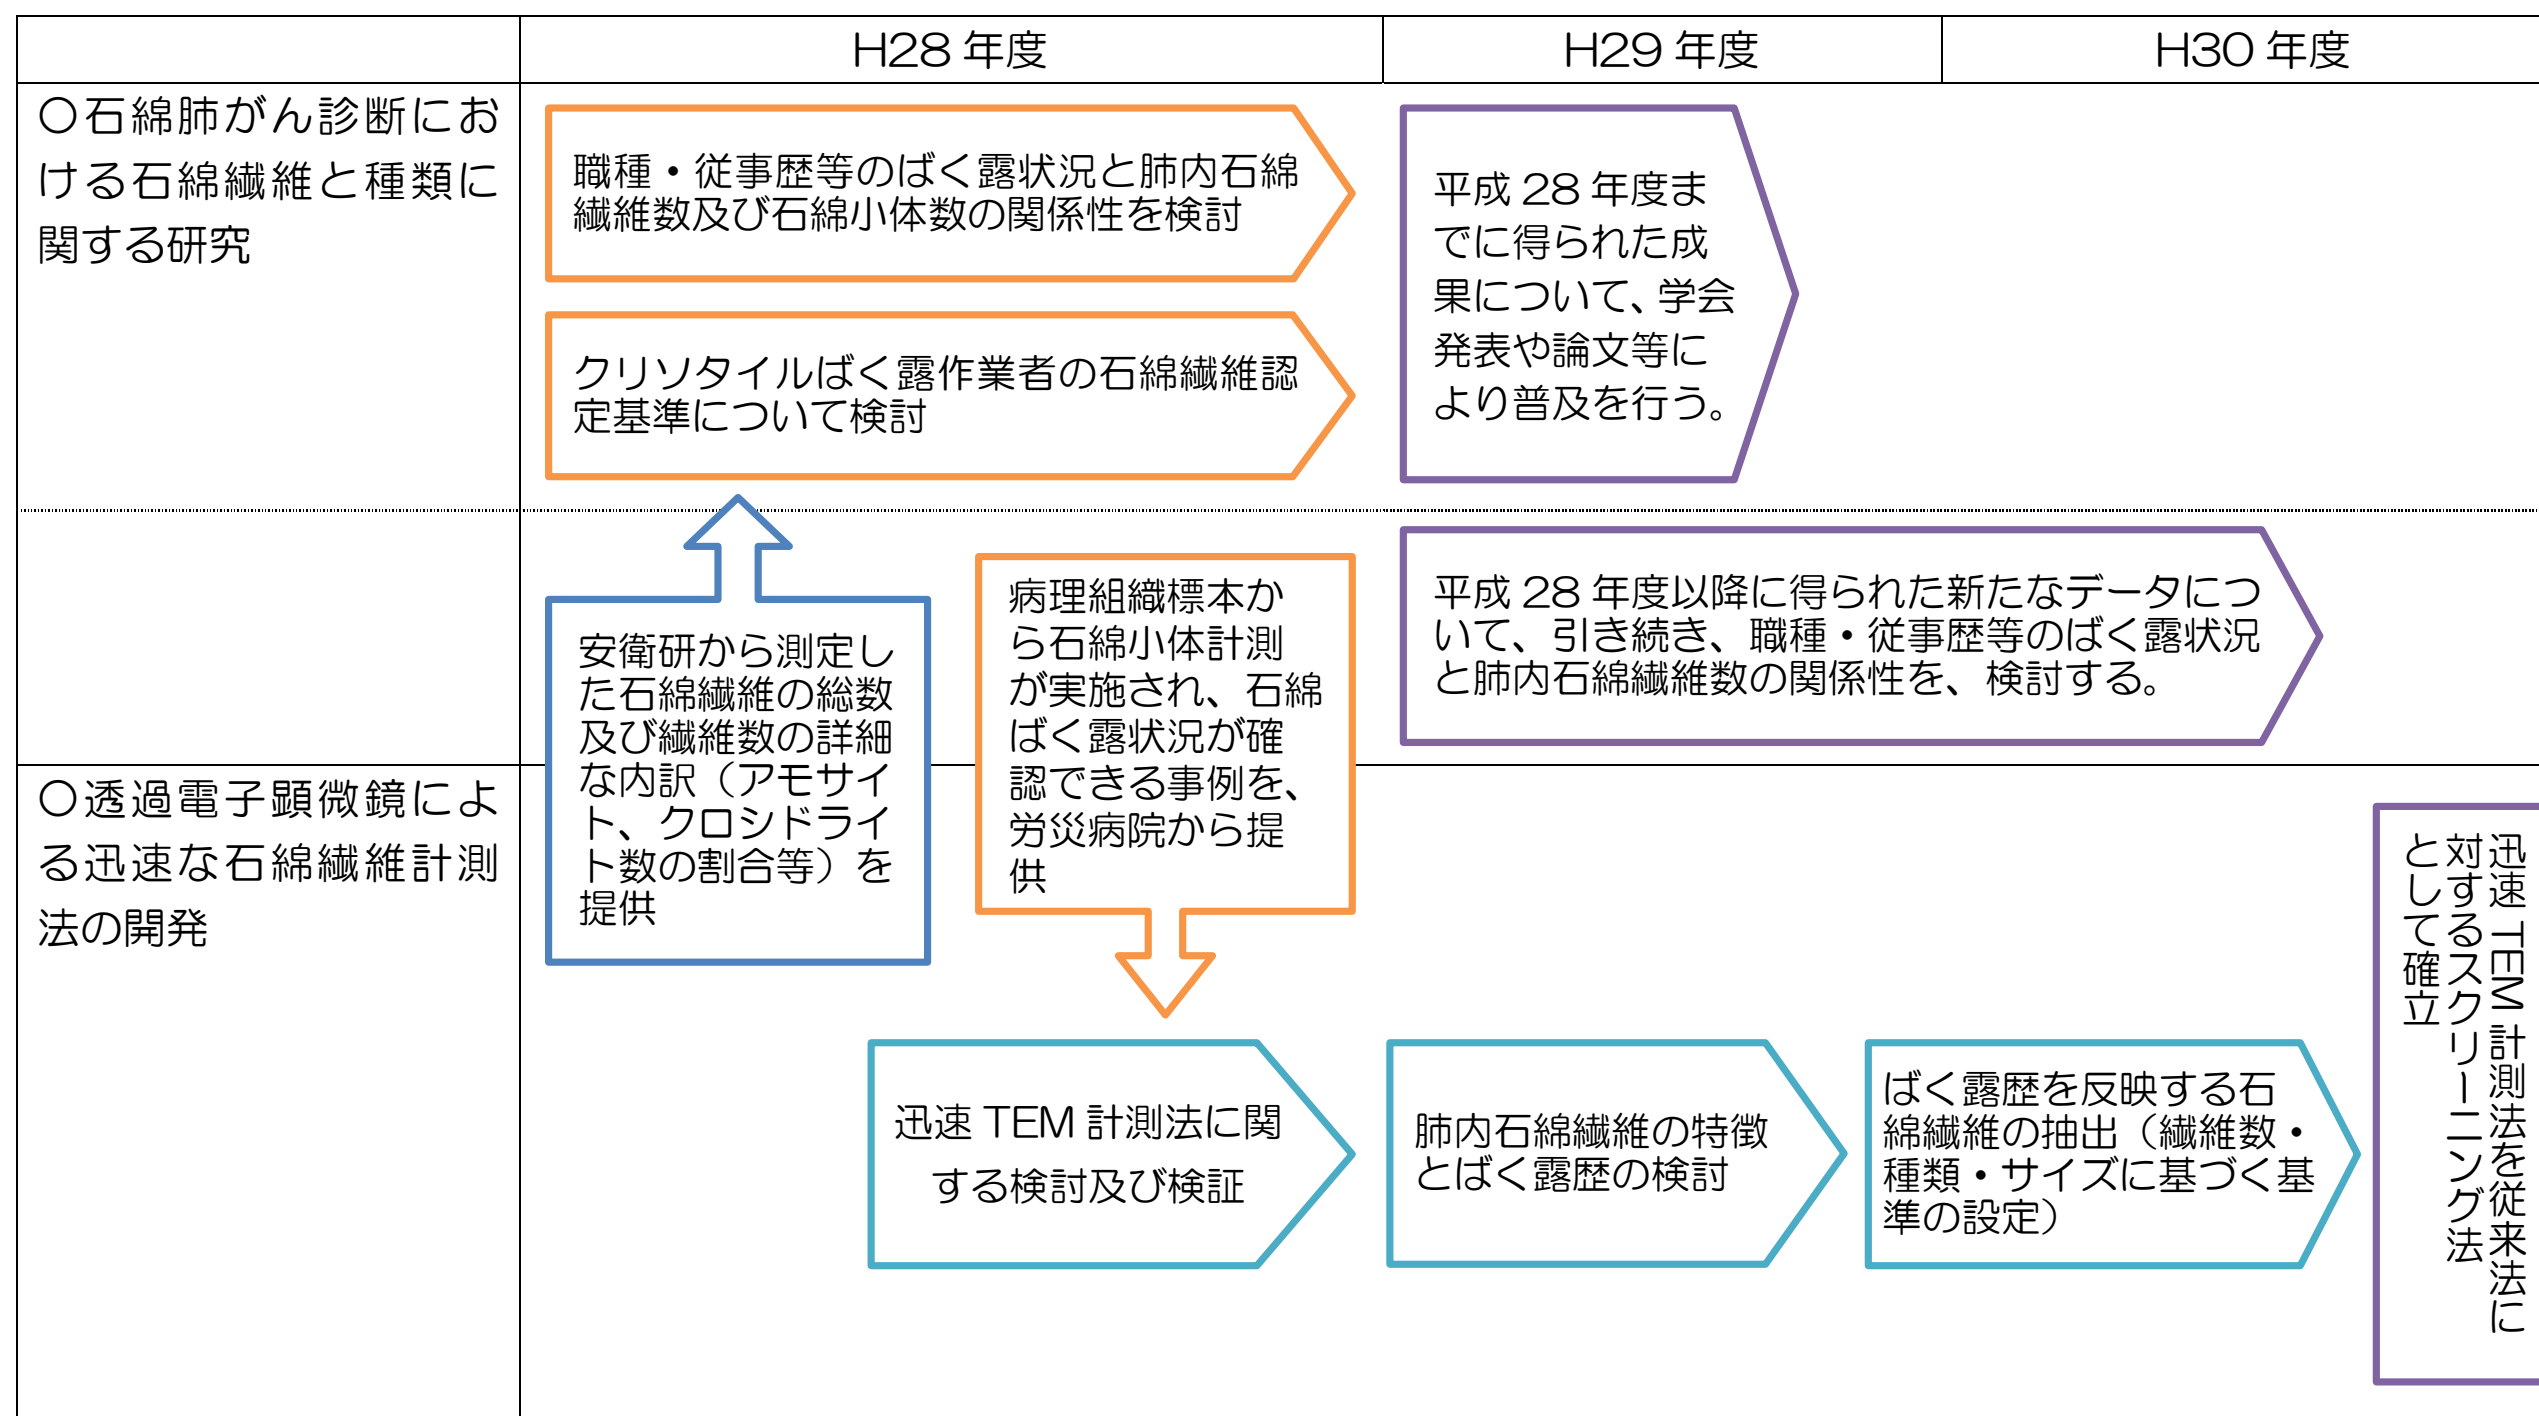 H28 年度
H29 年度
H30 年度
〇石綿肺がん診断にお
ける石綿繊維と種類に
関する研究
職種・従事歴等のばく露状況と肺内石綿
繊維数及び石綿小体数の関係性を検討
クリソタイルばく露作業者の石綿繊維認
定基準について検討
平成 28 年度ま
でに得られた成
果について、学会
発表や論文等に
より普及を行う。
安衛研から測定し
た石綿繊維の総数
及び繊維数の詳細
な内訳（アモサイ
ト、クロシドライ
ト数の割合等）を
提供
病理組織標本か
ら石綿小体計測
が実施され、石綿
ばく露状況が確
認できる事例を、
労災病院から提
供
平成 28 年度以降に得られた新たなデータにつ
いて、引き続き、職種・従事歴等のばく露状況
と肺内石綿繊維数の関係性を、検討する。
〇透過電子顕微鏡によ
る迅速な石綿繊維計測
法の開発
迅速 TEM 計測法に関
する検討及び検証
肺内石綿繊維の特徴
とばく露歴の検討
ばく露歴を反映する石
綿繊維の抽出（繊維数・
種類・サイズに基づく基
準の設定）
迅速 TEM 計測法を従来法に
対するスクリーニング法
として確立